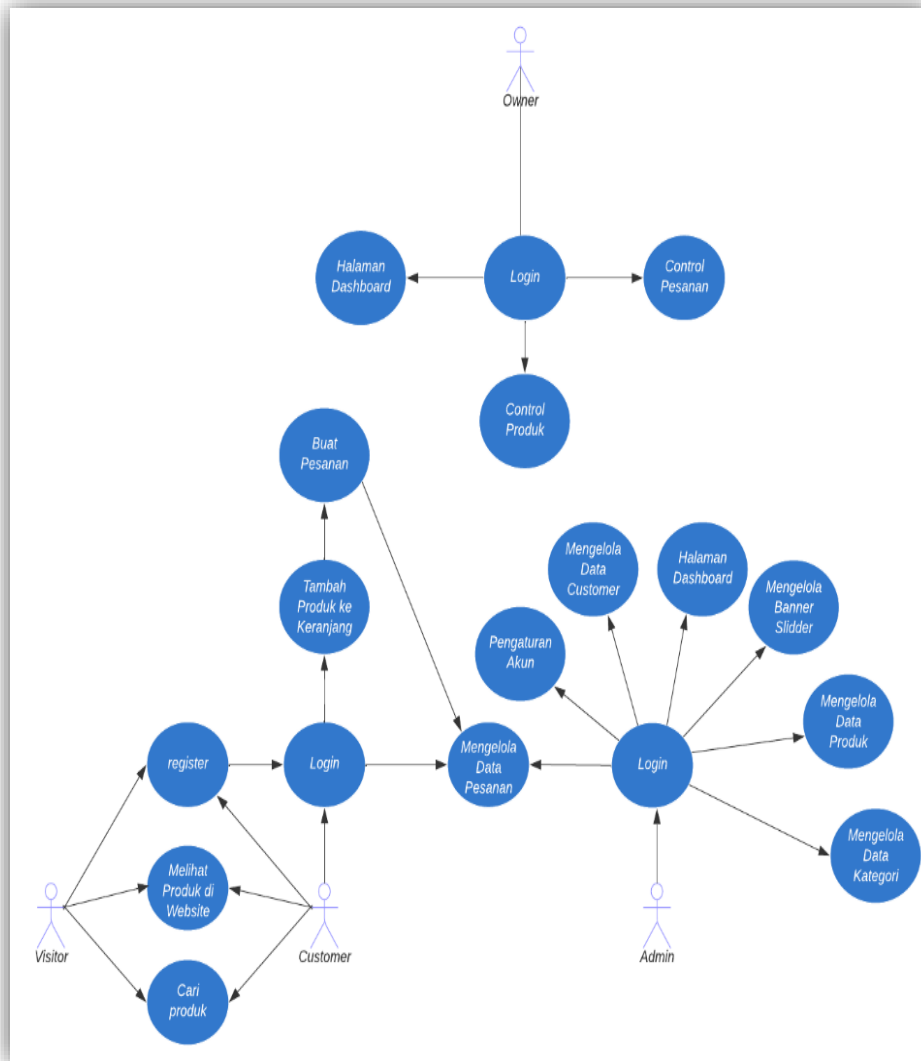 Owner
Halaman
Dashboard
Login
Control
Pesanan
Control
Produk
Buat
Pesanan
Mengelola
Data
Customer
Halaman
Dashboard
Mengelola
Banner
Slidder
Tambah
Produk ke
Keranjang
Pengaturan
Akun
Mengelola
Data
Produk
register
Login
Mengelola
Data
Pesanan
Login
Mengelola
Data
Kategori
Melihat
Produk di
Website
Visitor
Customer
Admin
Cari
produk